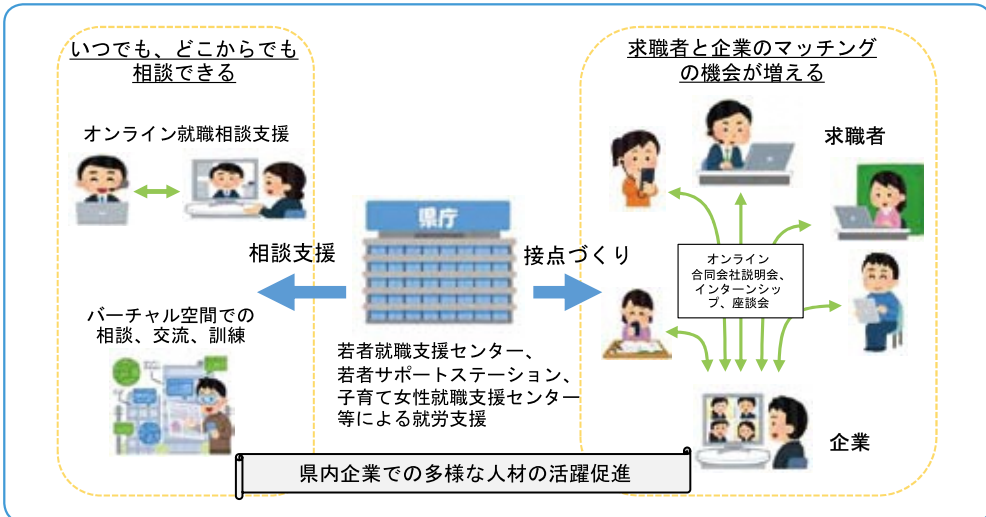 いつでも、どこからでも
相談できる
オンライン就職相談支援
バーチャル空間での
相談、交流、訓練
相談支援
県庁
接点づくり
若者就職支援センター、
若者サポートステーション、
子育て女性就職支援センター
等による就労支援
求職者と企業のマッチング
の機会が増える
求職者
オンライン
合同会社説明会、
インターンシッ
プ、座談会
企業
県内企業での多様な人材の活躍促進